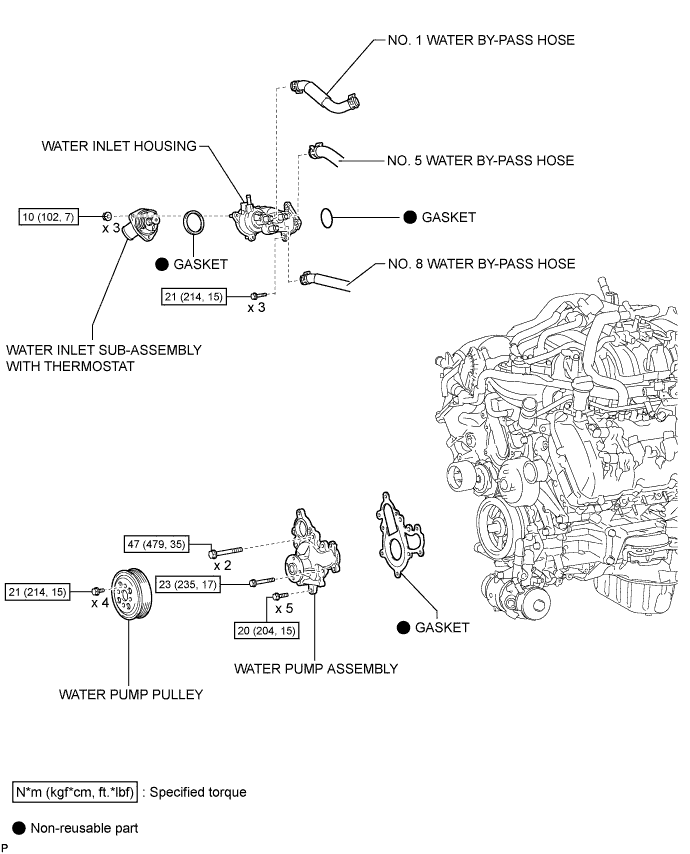 NO. 1 WATER BY-PASS HOSE
WATER INLET HOUSING
NO. 5 WATER BY-PASS HOSE
10 (102, 7)
x 3
GASKET
GASKET
NO. 8 WATER BY-PASS HOSE
21 (214, 15)
x 3
WATER INLET SUB-ASSEMBLY
WITH THERMOSTAT
47 (479, 35)
x 2
23 (235, 17)
21 (214, 15)
x 4
x 5
20 (204, 15)
GASKET
WATER PUMP ASSEMBLY
WATER PUMP PULLEY
N*m (kgf*cm, ft.*lbf) : Specified torque
Non-reusable part
P